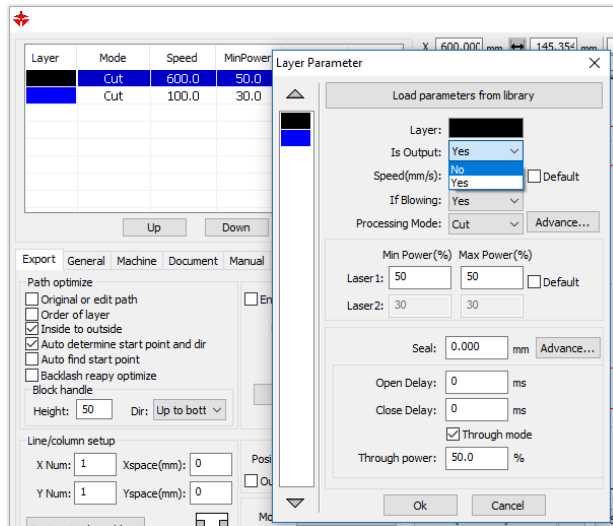 X 600.000 mm 145.354 mm
Layer Mode Speed MinPower
Cut 600.0 50.0
Cut 100.0 30.0
Up Down
Export General Machine Document Manual
Path optimize
Original or edit path
Order of layer
Inside to outside
Auto determine start point and dir
Auto find start point
Backlash reapy optimize
Block handle
Height: 50 Dir: Up to bott
Line/column setup
X Num: 1 Xspace(mm): 0
Y Num: 1 Yspace(mm): 0
En
Posi
Ou
Mo
Layer Parameter
Load parameters from library
Layer:
Is Output: Yes
No
Yes
Speed(mm/s): Default
If Blowing: Yes
Processing Mode: Cut Advance...
Min Power(%) Max Power(%)
Laser1: 50 50 Default
Laser2: 30 30
Seal: 0.000 mm Advance...
Open Delay: 0 ms
Close Delay: 0 ms
Through mode
Through power: 50.0 %
Ok Cancel